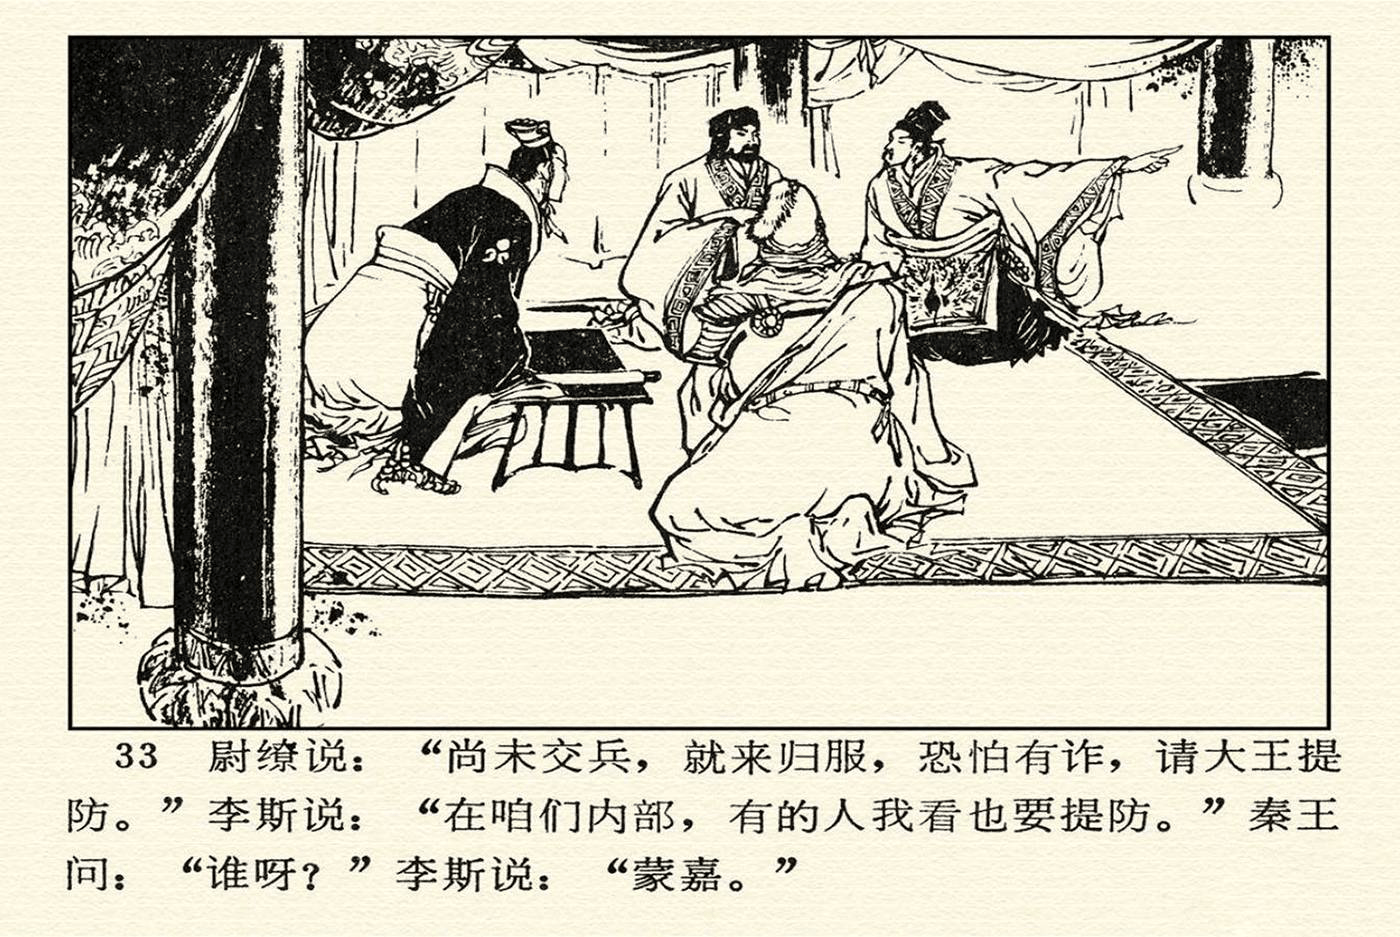 33 尉缭说：“尚未交兵，就来归服，恐怕有诈，请大王提
防。”李斯说：“在咱们内部，有的人我看也要提防。”秦王
问：“谁呀？”李斯说：“蒙嘉。”